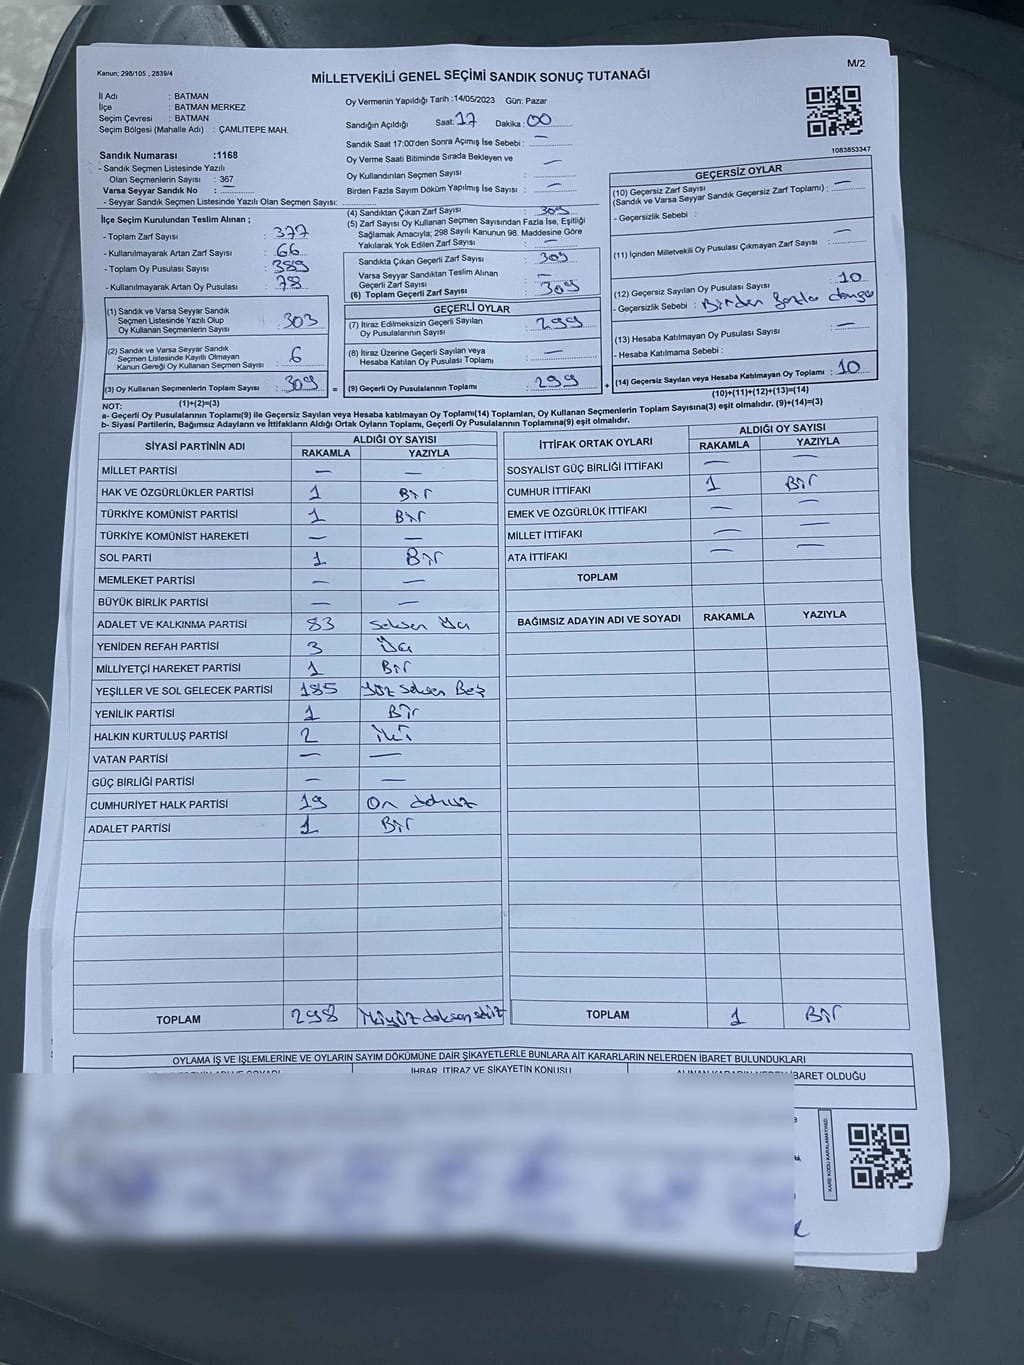 Kanun; 298/105 , 2839/4
M/2
MİLLETVEKİLİ GENEL SEÇİMİ SANDIK SONUÇ TUTANAĞI
İl Adı : BATMAN
İlçe : BATMAN MERKEZ
Seçim Çevresi : BATMAN
Seçim Bölgesi (Mahalle Adı) : ÇAMLITEPE MAH.
Sandık Numarası :1168
- Sandık Seçmen Listesinde Yazılı
Olan Seçmenlerin Sayısı : 367
Varsa Seyyar Sandık No : —
- Seyyar Sandık Seçmen Listesinde Yazılı Olan Seçmen Sayısı:
Oy Vermenin Yapıldığı Tarih :14/05/2023 Gün: Pazar
Sandığın Açıldığı Saat: 17 Dakika : 00
Sandık Saat 17:00'den Sonra Açımış İse Sebebi : —
Oy Verme Saati Bitiminde Sırada Bekleyen ve
Oy Kullandırılan Seçmen Sayısı : —
Birden Fazla Sayım Döküm Yapılmış İse Sayısı : —
1083853347
İlçe Seçim Kurulundan Teslim Alınan ;
- Toplam Zarf Sayısı : 377
- Kullanılmayarak Artan Zarf Sayısı : 66
- Toplam Oy Pusulası Sayısı : 389
- Kullanılmayarak Artan Oy Pusulası : 78
(1) Sandık ve Varsa Seyyar Sandık
Seçmen Listesinde Yazılı Olup
Oy Kullanan Seçmenlerin Sayısı : 303
(2) Sandık ve Varsa Seyyar Sandık
Seçmen Listesinde Kayıtlı Olmayan
Kanun Gereği Oy Kullanan Seçmen Sayısı : 6
(3) Oy Kullanan Seçmenlerin Toplam Sayısı : 309
(1)+(2)=(3)
(4) Sandıktan Çıkan Zarf Sayısı : 309
(5) Zarf Sayısı Oy Kullanan Seçmen Sayısından Fazla İse, Eşitliği
Sağlamak Amacıyla; 298 Sayılı Kanunun 98. Maddesine Göre
Yakılarak Yok Edilen Zarf Sayısı : —
Sandıkta Çıkan Geçerli Zarf Sayısı : 309
Varsa Seyyar Sandıktan Teslim Alınan
Geçerli Zarf Sayısı : —
(6) Toplam Geçerli Zarf Sayısı : 309
GEÇERLİ OYLAR
(7) İtiraz Edilmeksizin Geçerli Sayılan
Oy Pusulalarının Sayısı : 299
(8) İtiraz Üzerine Geçerli Sayılan veya
Hesaba Katılan Oy Pusulası Toplamı : —
= (9) Geçerli Oy Pusulalarının Toplamı : 299 +
GEÇERSİZ OYLAR
(10) Geçersiz Zarf Sayısı
(Sandık ve Varsa Seyyar Sandık Geçersiz Zarf Toplamı) : —
- Geçersizlik Sebebi :
(11) İçinden Milletvekili Oy Pusulası Çıkmayan Zarf Sayısı : —
(12) Geçersiz Sayılan Oy Pusulası Sayısı : 10
- Geçersizlik Sebebi : Birden fazla damga
(13) Hesaba Katılmayan Oy Pusulası Sayısı : —
- Hesaba Katılmama Sebebi :
(14) Geçersiz Sayılan veya Hesaba Katılmayan Oy Toplamı : 10
(10)+(11)+(12)+(13)=(14)
NOT:
a- Geçerli Oy Pusulalarının Toplamı(9) ile Geçersiz Sayılan veya Hesaba katılmayan Oy Toplamı(14) Toplamları, Oy Kullanan Seçmenlerin Toplam Sayısına(3) eşit olmalıdır. (9)+(14)=(3)
b- Siyasi Partilerin, Bağımsız Adayların ve İttifakların Aldığı Ortak Oyların Toplamı, Geçerli Oy Pusulalarının Toplamına(9) eşit olmalıdır.
SİYASİ PARTİNİN ADI
ALDIĞI OY SAYISI
RAKAMLA YAZIYLA
MİLLET PARTİSİ — —
HAK VE ÖZGÜRLÜKLER PARTİSİ 1 Bir
TÜRKİYE KOMÜNİST PARTİSİ 1 Bir
TÜRKİYE KOMÜNİST HAREKETİ — —
SOL PARTİ 1 Bir
MEMLEKET PARTİSİ — —
BÜYÜK BİRLİK PARTİSİ — —
ADALET VE KALKINMA PARTİSİ 83 Seksen Üç
YENİDEN REFAH PARTİSİ 3 Üç
MİLLİYETÇİ HAREKET PARTİSİ 1 Bir
YEŞİLLER VE SOL GELECEK PARTİSİ 185 Yüz Seksen Beş
YENİLİK PARTİSİ 1 Bir
HALKIN KURTULUŞ PARTİSİ 2 İki
VATAN PARTİSİ — —
GÜÇ BİRLİĞİ PARTİSİ — —
CUMHURİYET HALK PARTİSİ 19 On dokuz
ADALET PARTİSİ 1 Bir
TOPLAM 298 İkiyüz doksan sekiz
İTTİFAK ORTAK OYLARI
ALDIĞI OY SAYISI
RAKAMLA YAZIYLA
SOSYALİST GÜÇ BİRLİĞİ İTTİFAKI — —
CUMHUR İTTİFAKI 1 Bir
EMEK VE ÖZGÜRLÜK İTTİFAKI — —
MİLLET İTTİFAKI — —
ATA İTTİFAKI — —
TOPLAM
BAĞIMSIZ ADAYIN ADI VE SOYADI RAKAMLA YAZIYLA
TOPLAM 1 Bir
OYLAMA İŞ VE İŞLEMLERİNE VE OYLARIN SAYIM DÖKÜMÜNE DAİR ŞİKAYETLERLE BUNLARA AİT KARARLARIN NELERDEN İBARET BULUNDUKLARI
İHBAR, İTİRAZ VE ŞİKAYETİN KONUSU
İBARET OLDUĞU
KARE KODU KARALAMAYINIZ!